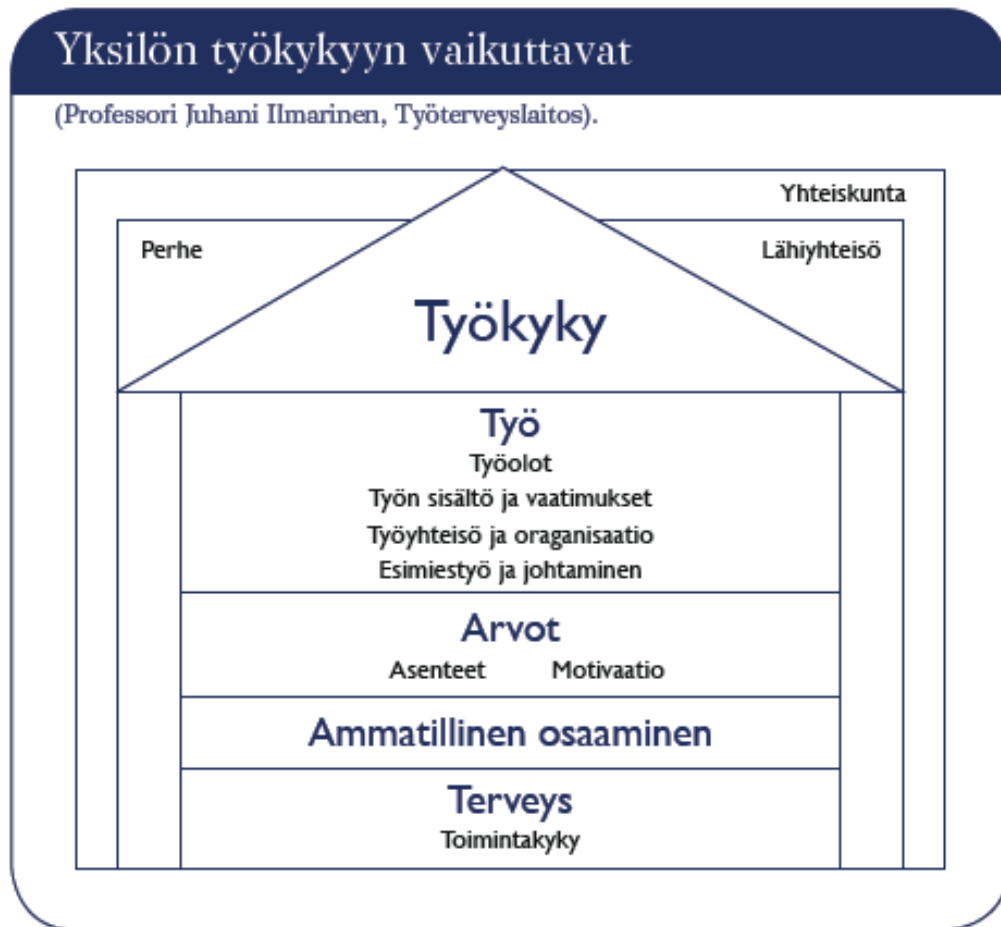 Yksilön työkykyyn vaikuttavat
(Professori Juhani Ilmarinen, Työterveyslaitos).
Yhteiskunta
Perhe
Lähiyhteisö
Työkyky
Työ
Työolot
Työn sisältö ja vaatimukset
Työyhteisö ja oraganisaatio
Esimiestyö ja johtaminen
Arvot
Asenteet Motivaatio
Ammatillinen osaaminen
Terveys
Toimintakyky